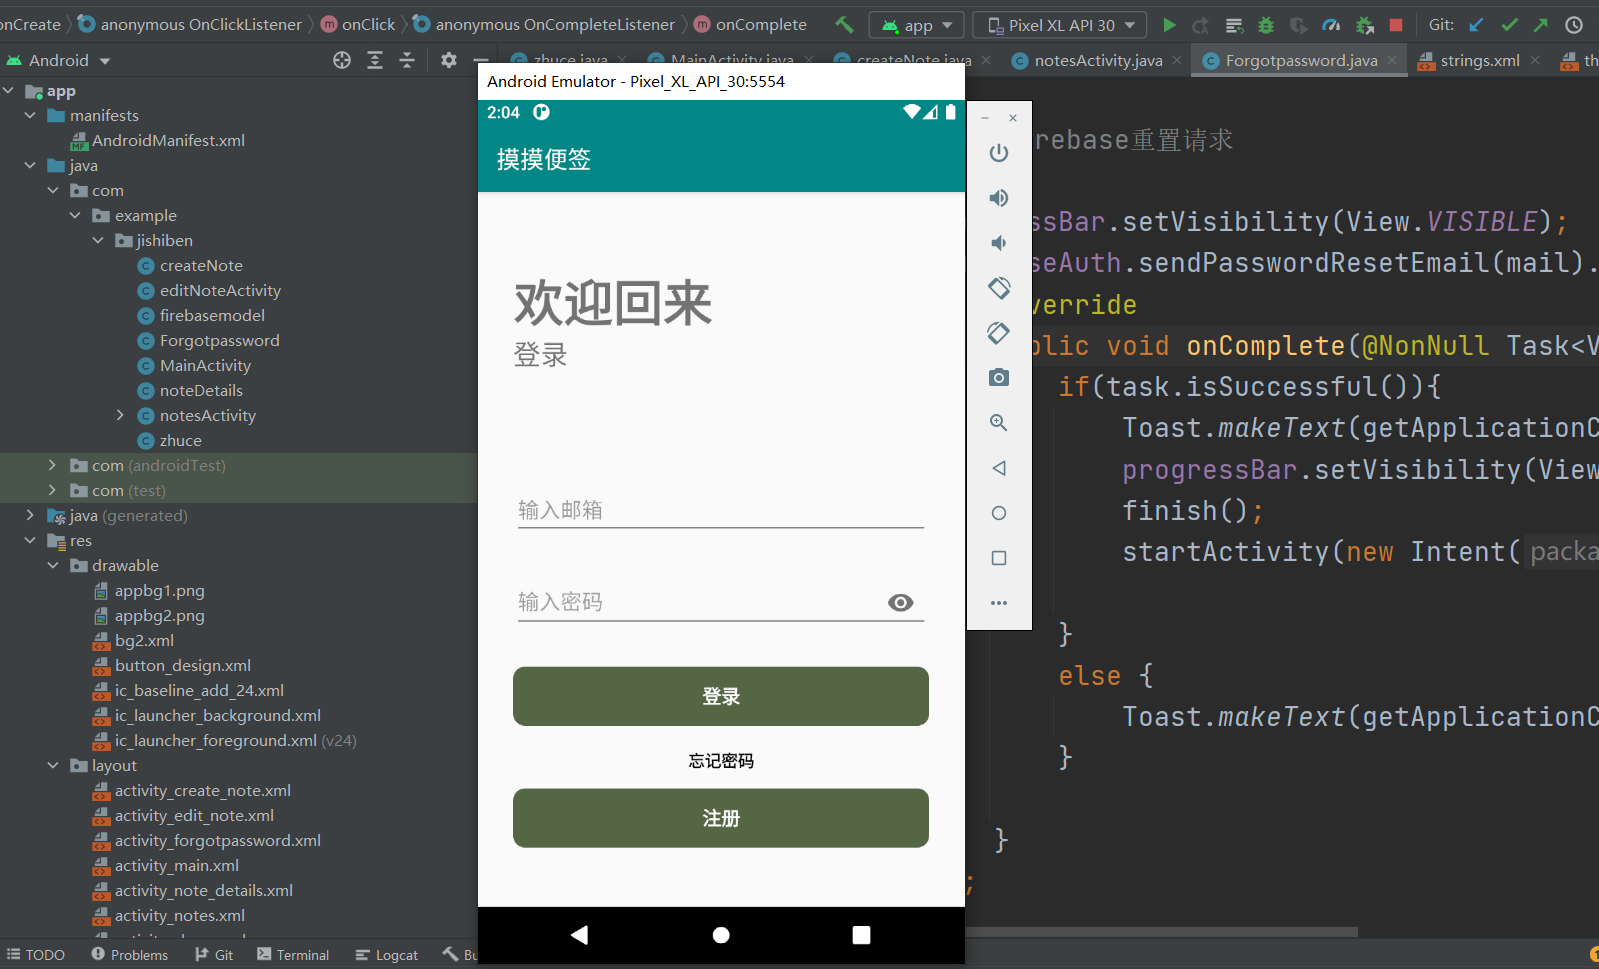 onCreate anonymous OnClickListener onClick anonymous OnCompleteListener onComplete app Pixel XL API 30 Git:
Android
zhuce.java MainActivity.java createNote.java notesActivity.java Forgotpassword.java strings.xml th
app
manifests
AndroidManifest.xml
java
com
example
jishiben
createNote
editNoteActivity
firebasemodel
Forgotpassword
MainActivity
noteDetails
notesActivity
zhuce
com (androidTest)
com (test)
java (generated)
res
drawable
appbg1.png
appbg2.png
bg2.xml
button_design.xml
ic_baseline_add_24.xml
ic_launcher_background.xml
ic_launcher_foreground.xml (v24)
layout
activity_create_note.xml
activity_edit_note.xml
activity_forgotpassword.xml
activity_main.xml
activity_note_details.xml
activity_notes.xml
Android Emulator - Pixel_XL_API_30:5554
2:04
摸摸便签
欢迎回来
登录
输入邮箱
输入密码
登录
忘记密码
注册
rebase重置请求
ssBar.setVisibility(View.VISIBLE);
seAuth.sendPasswordResetEmail(mail).
verride
blic void onComplete(@NonNull Task<V
if(task.isSuccessful()){
Toast.makeText(getApplicationC
progressBar.setVisibility(View
finish();
startActivity(new Intent( packa
}
else {
Toast.makeText(getApplicationC
}
}
;
TODO Problems Git Terminal Logcat Bu